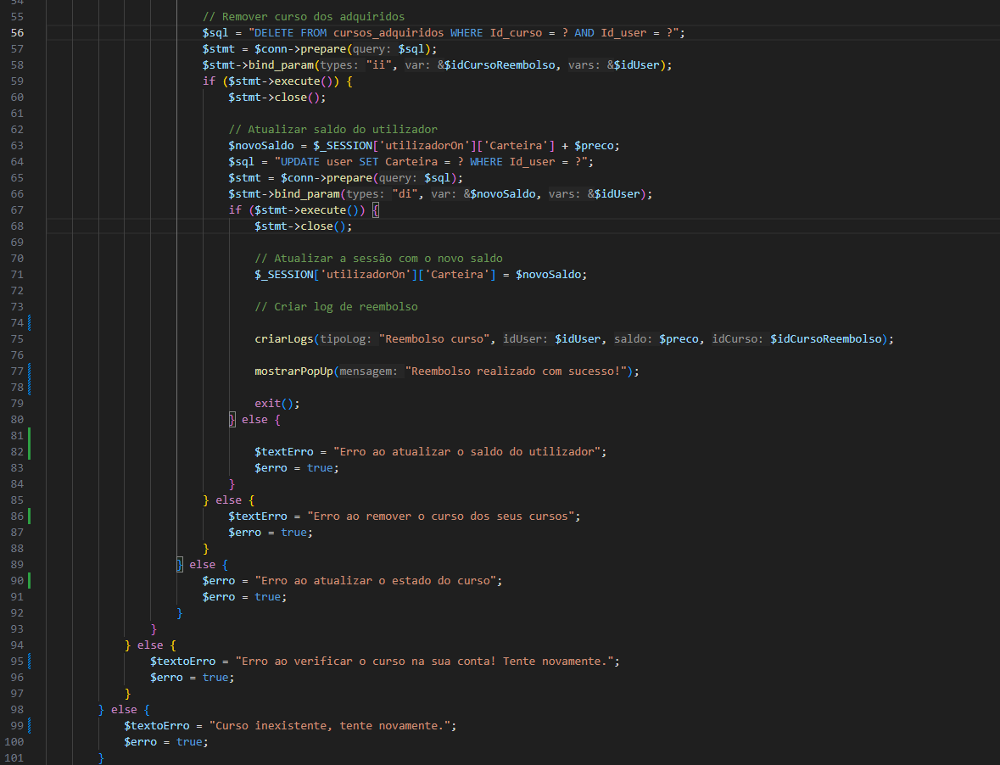 54
55 // Remover curso dos adquiridos
56 $sql = "DELETE FROM cursos_adquiridos WHERE Id_curso = ? AND Id_user = ?";
57 $stmt = $conn->prepare(query: $sql);
58 $stmt->bind_param(types: "ii", var: &$idCursoReembolso, vars: &$idUser);
59 if ($stmt->execute()) {
60 $stmt->close();
61
62 // Atualizar saldo do utilizador
63 $novoSaldo = $_SESSION['utilizadorOn']['Carteira'] + $preco;
64 $sql = "UPDATE user SET Carteira = ? WHERE Id_user = ?";
65 $stmt = $conn->prepare(query: $sql);
66 $stmt->bind_param(types: "di", var: &$novoSaldo, vars: &$idUser);
67 if ($stmt->execute()) {
68 $stmt->close();
69
70 // Atualizar a sessão com o novo saldo
71 $_SESSION['utilizadorOn']['Carteira'] = $novoSaldo;
72
73 // Criar log de reembolso
74
75 criarLogs(tipoLog: "Reembolso curso", idUser: $idUser, saldo: $preco, idCurso: $idCursoReembolso);
76
77 mostrarPopUp(mensagem: "Reembolso realizado com sucesso!");
78
79 exit();
80 } else {
81
82 $textErro = "Erro ao atualizar o saldo do utilizador";
83 $erro = true;
84 }
85 } else {
86 $textErro = "Erro ao remover o curso dos seus cursos";
87 $erro = true;
88 }
89 } else {
90 $erro = "Erro ao atualizar o estado do curso";
91 $erro = true;
92 }
93 }
94 } else {
95 $textoErro = "Erro ao verificar o curso na sua conta! Tente novamente.";
96 $erro = true;
97 }
98 } else {
99 $textoErro = "Curso inexistente, tente novamente.";
100 $erro = true;
101 }